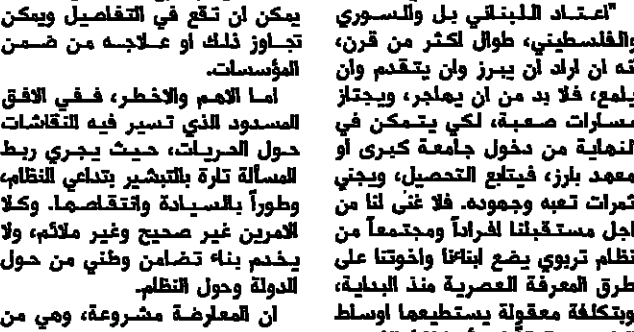 "اعتاد اللبناني بل والسوري
والفلسطيني، طوال اكثر من قرن،
انه ان اراد ان يبرز وان يتقدم وان
يلمع، فلا بد من ان يهاجر، ويجتاز
مسارات صعبة، لكي يتمكن في
النهاية من دخول جامعة كبرى او
معهد بارز، فيتابع التحصيل، ويجني
ثمرات تعبه وجهوده. فلا غنى لنا من
اجل مستقبلنا افراداً ومجتمعاً من
نظام تربوي يضع ابناءنا واخوتنا على
طرق المعرفة العصرية منذ البداية،
وبتكلفة معقولة يستطيعها اوساط
يمكن ان تقع في التفاصيل ويمكن
تجاوز ذلك او علاجه من ضمن
المؤسسات.
اما الاهم والاخطر، ففي الافق
المسدود الذي تسير فيه النقاشات
حول الحريات، حيث يجري ربط
المسألة تارة بالتبشير بتداعي النظام،
وطوراً بالسيادة وانتقاصها. وكلا
الامرين غير صحيح وغير ملائم، ولا
يخدم بناء تضامن وطني من حول
الدولة وحول النظام.
ان المعارضة مشروعة، وهي من